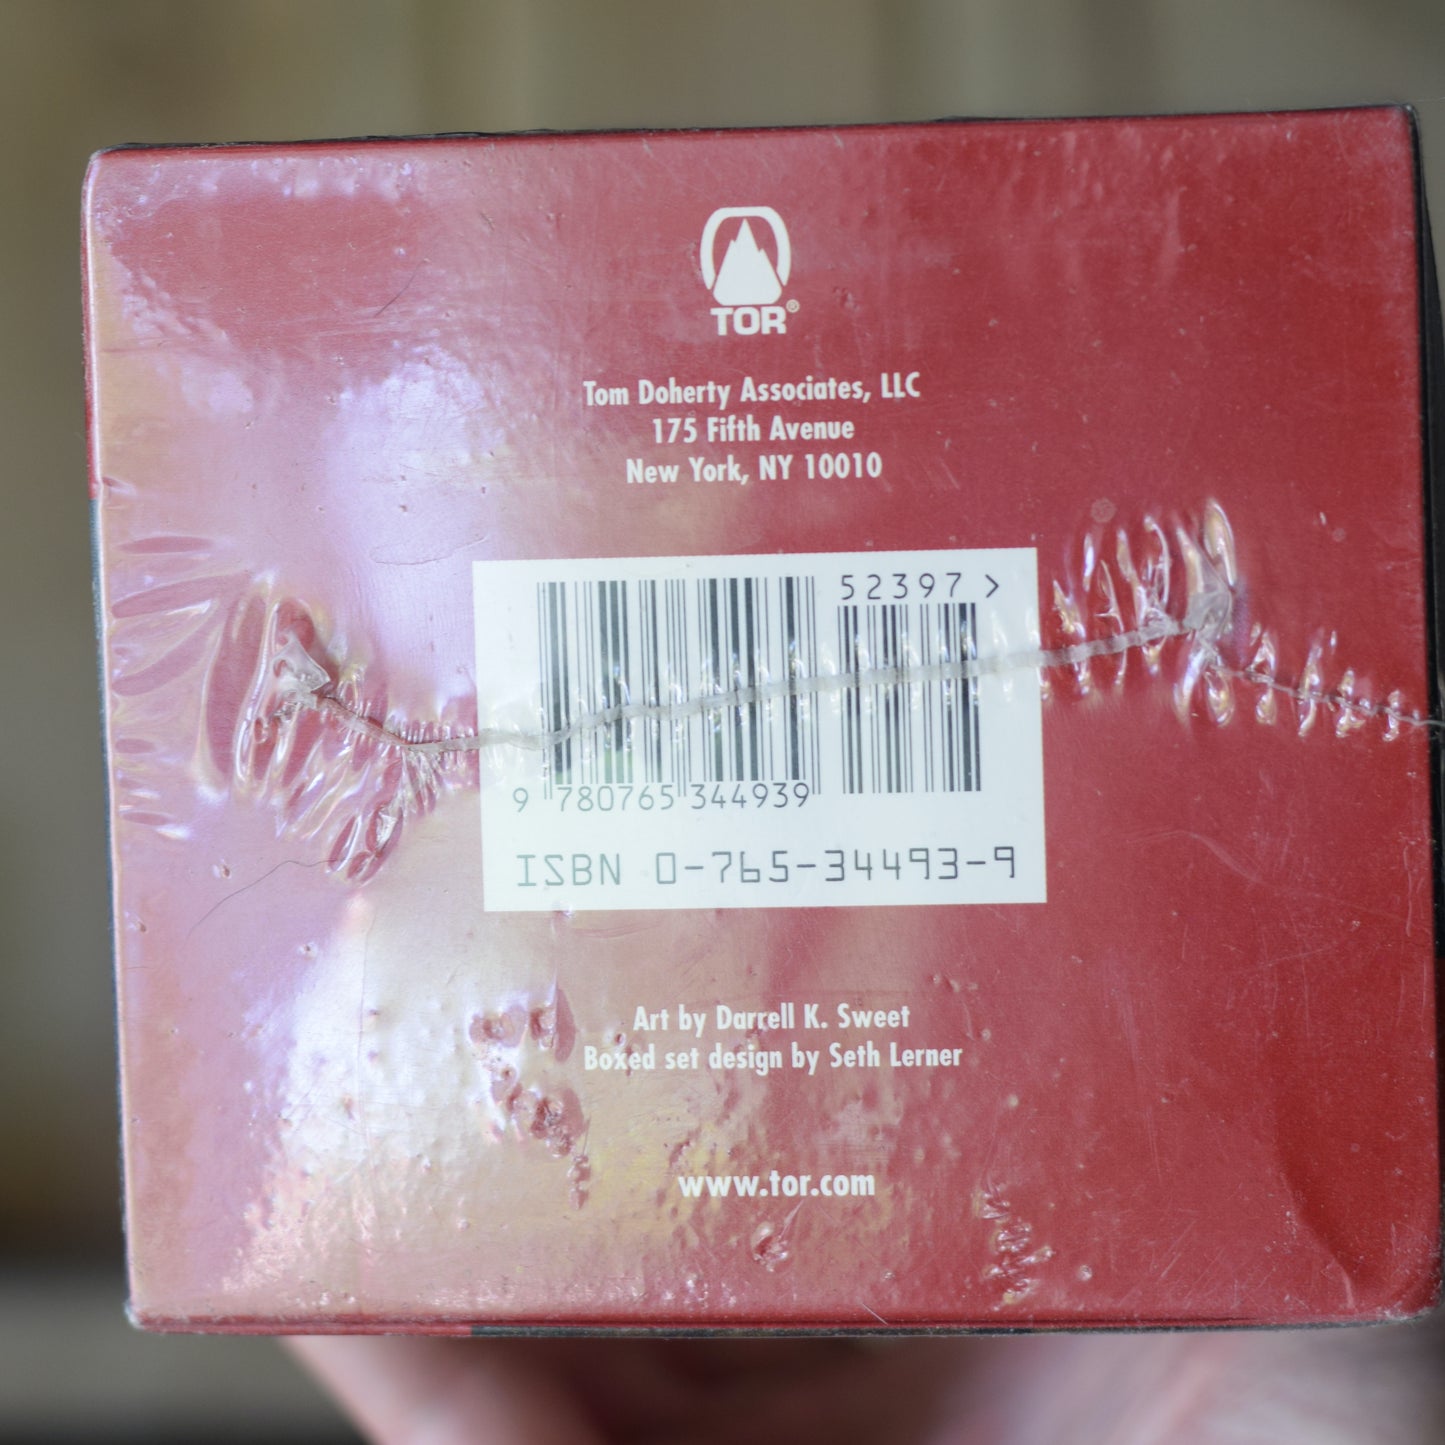 TOR®
Tom Doherty Associates, LLC
175 Fifth Avenue
New York, NY 10010
52397 >
9 780765 344939
ISBN 0-765-34493-9
Art by Darrell K. Sweet
Boxed set design by Seth Lerner
www.tor.com